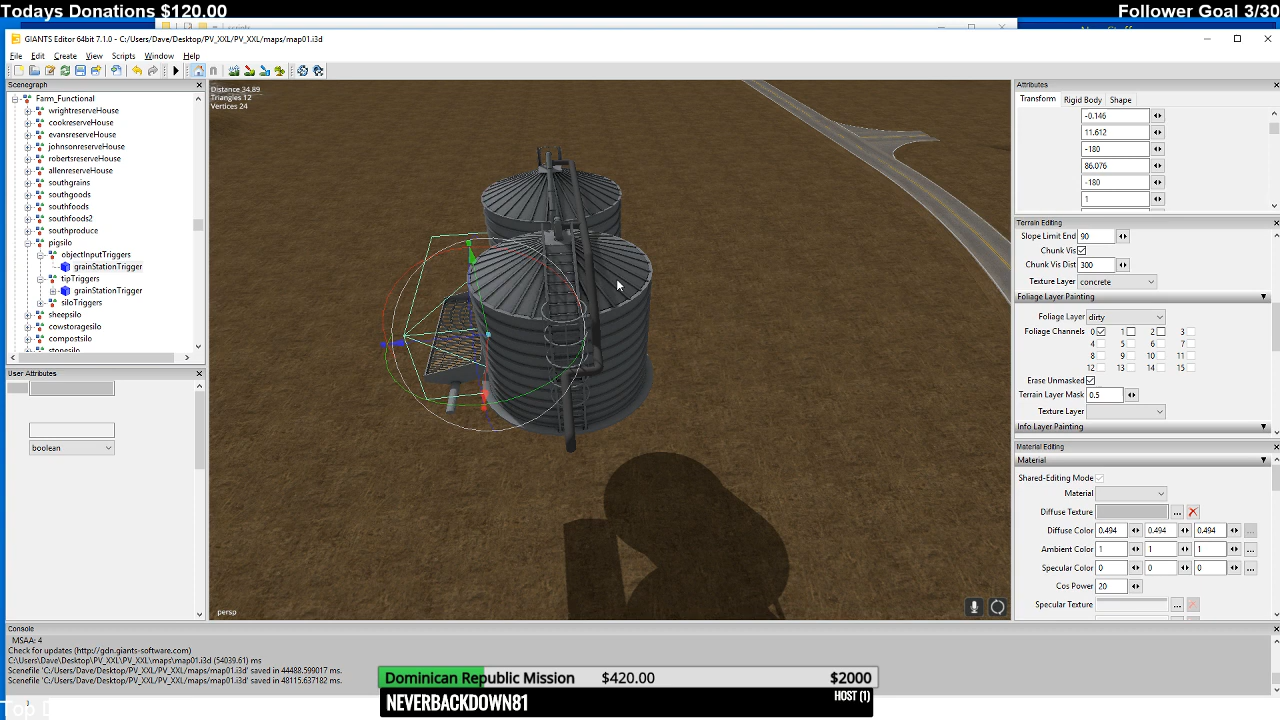 Todays Donations $120.00
Follower Goal 3/30
GIANTS Editor 64bit 7.1.0 - C:/Users/Dave/Desktop/PV_XXL/PV_XXL/maps/map01.i3d
File Edit Create View Scripts Window Help
Scenegraph
Farm_Functional
wrightreserveHouse
cookreserveHouse
evansreserveHouse
johnsonreserveHouse
robertsreserveHouse
allenreserveHouse
southgrains
southgoods
southfoods
southfoods2
southproduce
pigsilo
objectInputTriggers
grainStationTrigger
tipTriggers
grainStationTrigger
siloTriggers
sheepsilo
cowstoragesilo
compostsilo
User Attributes
boolean
Distance 34.89
Triangles 12
Vertices 24
persp
Attributes
Transform Rigid Body Shape
-0.146
11.612
-180
86.076
-180
1
Terrain Editing
Slope Limit End 90
Chunk Vis
Chunk Vis Dist 300
Texture Layer concrete
Foliage Layer Painting
Foliage Layer dirty
Foliage Channels 0 1 2 3
4 5 6 7
8 9 10 11
12 13 14 15
Erase Unmasked
Terrain Layer Mask 0.5
Texture Layer
Info Layer Painting
Material Editing
Material
Shared-Editing Mode
Material
Diffuse Texture ...
Diffuse Color 0.494 0.494 0.494 ...
Ambient Color 1 1 1 ...
Specular Color 0 0 0 ...
Cos Power 20
Specular Texture ...
Console
MSAA: 4
Check for updates (http://gdn.giants-software.com)
C:\Users\Dave\Desktop\PV_XXL\PV_XXL\maps\map01.i3d (54039.61) ms
Scenefile 'C:/Users/Dave/Desktop/PV_XXL/PV_XXL/maps/map01.i3d' saved in 44488.599017 ms.
Scenefile 'C:/Users/Dave/Desktop/PV_XXL/PV_XXL/maps/map01.i3d' saved in 48115.637182 ms.
Dominican Republic Mission $420.00 $2000
NEVERBACKDOWN81 HOST (1)